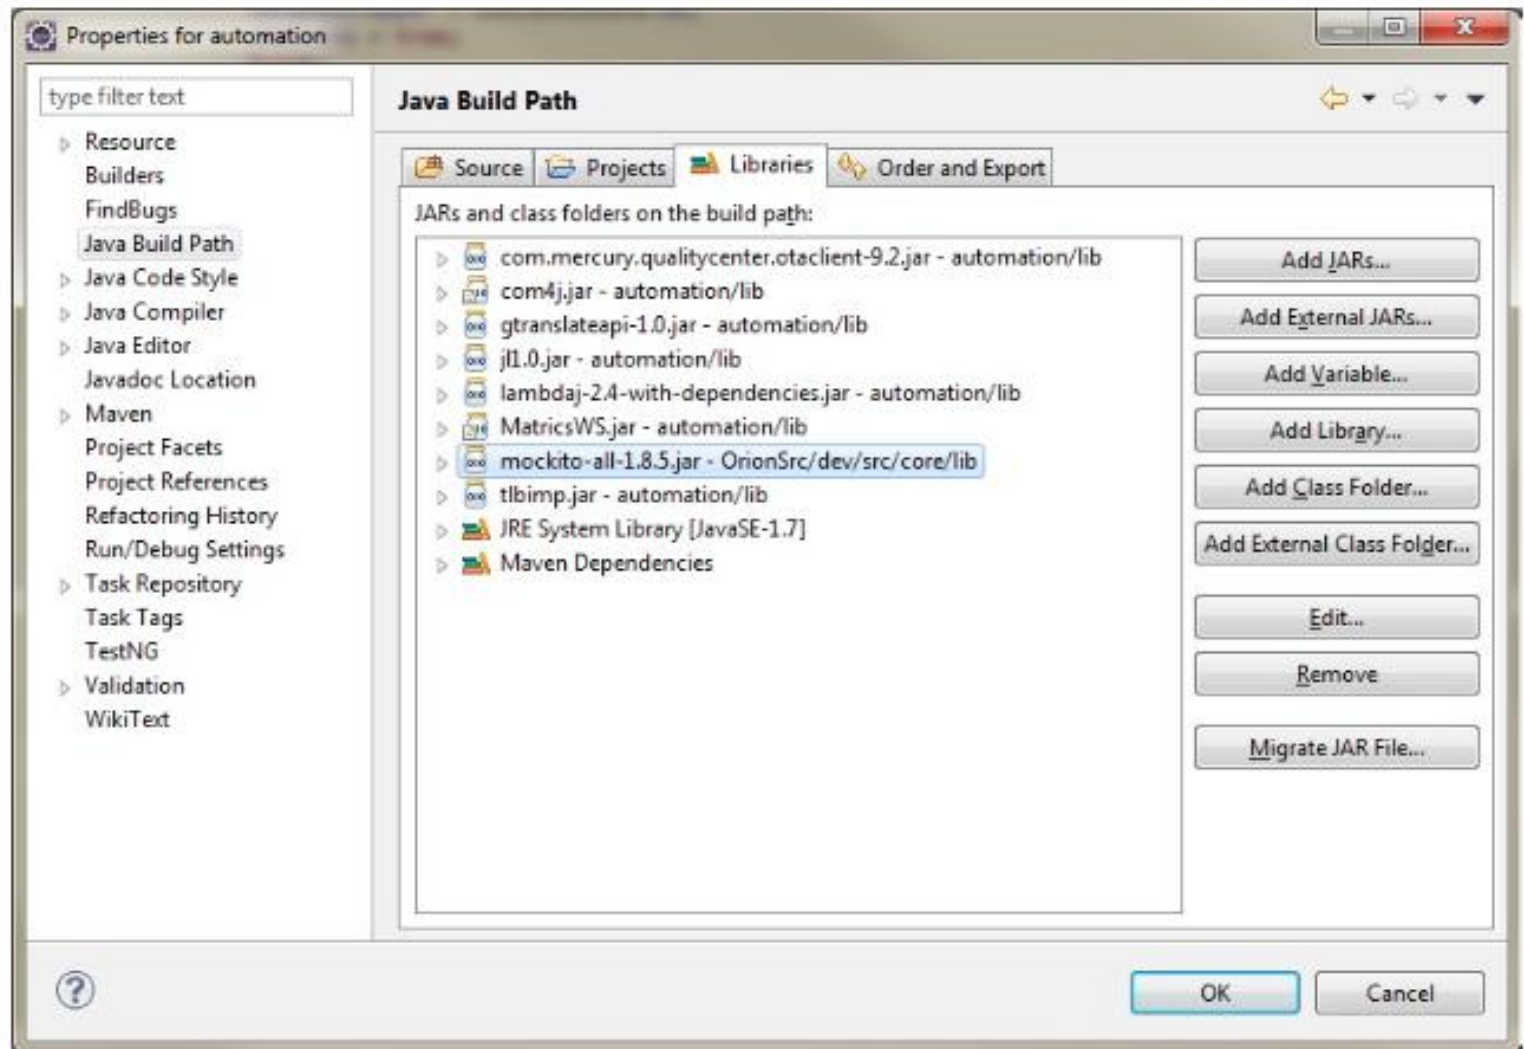 Properties for automation
type filter text
Resource
Builders
FindBugs
Java Build Path
Java Code Style
Java Compiler
Java Editor
Javadoc Location
Maven
Project Facets
Project References
Refactoring History
Run/Debug Settings
Task Repository
Task Tags
TestNG
Validation
WikiText
Java Build Path
Source
Projects
Libraries
Order and Export
JARs and class folders on the build path:
com.mercury.qualitycenter.otaclient-9.2.jar - automation/lib
com4j.jar - automation/lib
gtranslateapi-1.0.jar - automation/lib
jl1.0.jar - automation/lib
lambdaj-2.4-with-dependencies.jar - automation/lib
MatricsWS.jar - automation/lib
mockito-all-1.8.5.jar - OrionSrc/dev/src/core/lib
tlbimp.jar - automation/lib
JRE System Library [JavaSE-1.7]
Maven Dependencies
Add JARs...
Add External JARs...
Add Variable...
Add Library...
Add Class Folder...
Add External Class Folder...
Edit...
Remove
Migrate JAR File...
OK
Cancel